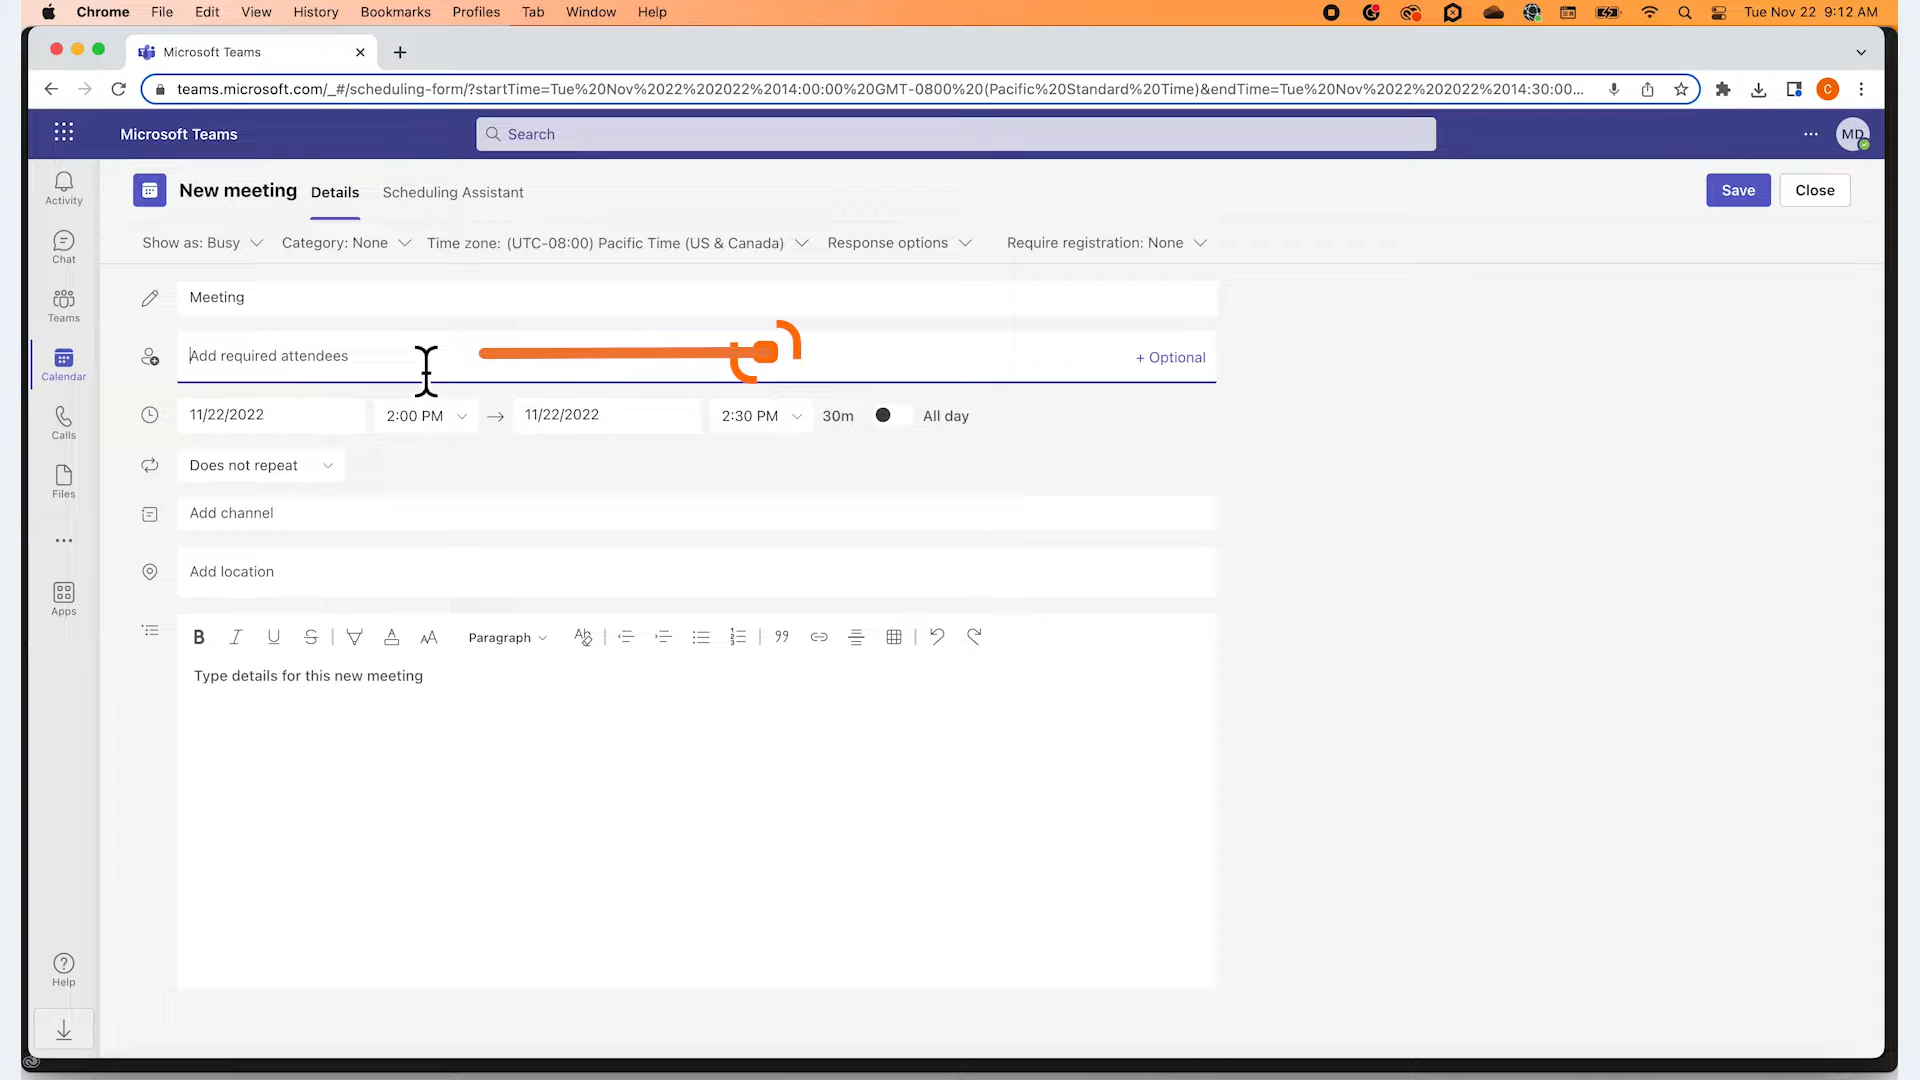 Chrome File Edit View History Bookmarks Profiles Tab Window Help Tue Nov 22 9:12 AM
Microsoft Teams
teams.microsoft.com/_#/scheduling-form/?startTime=Tue%20Nov%2022%202022%2014:00:00%20GMT-0800%20(Pacific%20Standard%20Time)&endTime=Tue%20Nov%2022%202022%2014:30:00... C
Microsoft Teams Search MD
Activity
New meeting Details Scheduling Assistant Save Close
Chat
Show as: Busy Category: None Time zone: (UTC-08:00) Pacific Time (US & Canada) Response options Require registration: None
Teams
Meeting
Add required attendees + Optional
Calendar
11/22/2022 2:00 PM → 11/22/2022 2:30 PM 30m All day
Calls
Does not repeat
Files
Add channel
Add location
Apps
B I U S A AA Paragraph Ab 99
Type details for this new meeting
Help